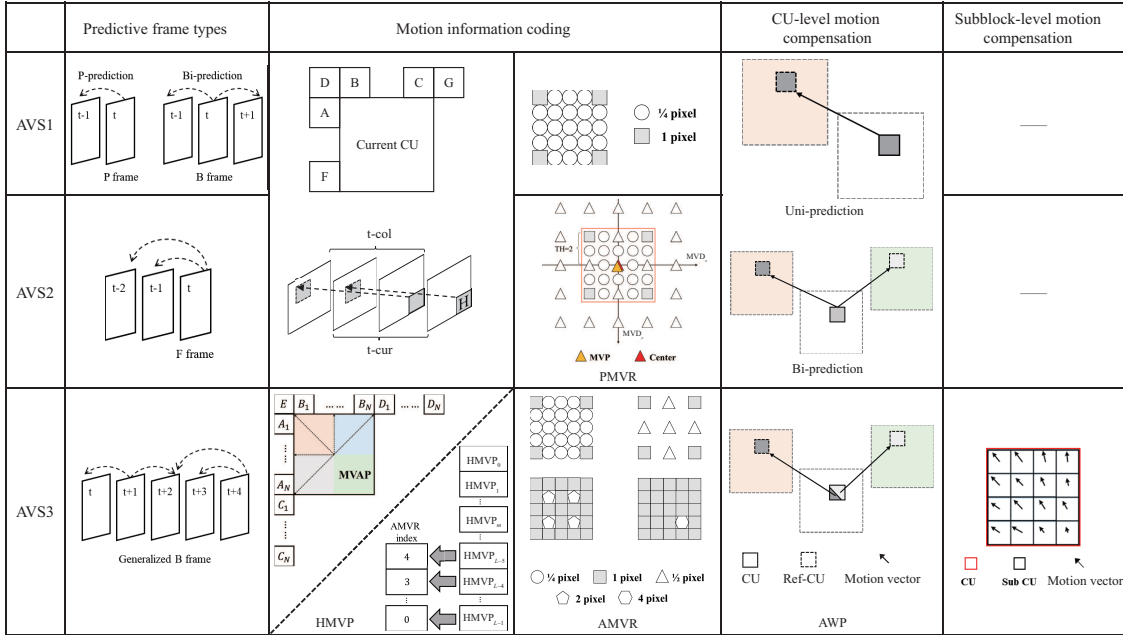 Predictive frame types
Motion information coding
CU-level motion
compensation
Subblock-level motion
compensation
AVS1
P-prediction
Bi-prediction
t-1
t
t-1
t
t+1
P frame
B frame
D
B
C
G
A
Current CU
F
¼ pixel
1 pixel
Uni-prediction
—
AVS2
t-2
t-1
t
F frame
t-col
H
t-cur
TH=2
MVDx
MVDy
MVP
Center
PMVR
Bi-prediction
—
AVS3
t
t+1
t+2
t+3
t+4
Generalized B frame
E
B1
... ...
BN
D1
... ...
DN
A1
⋮
⋮
AN
C1
⋮
⋮
CN
MVAP
HMVP0
HMVP1
⋮
HMVPm
⋮
AMVR
index
4
HMVPL-5
3
HMVPL-4
⋮
⋮
0
HMVPL-1
HMVP
¼ pixel
1 pixel
½ pixel
2 pixel
4 pixel
AMVR
CU
Ref-CU
Motion vector
AWP
CU
Sub CU
Motion vector